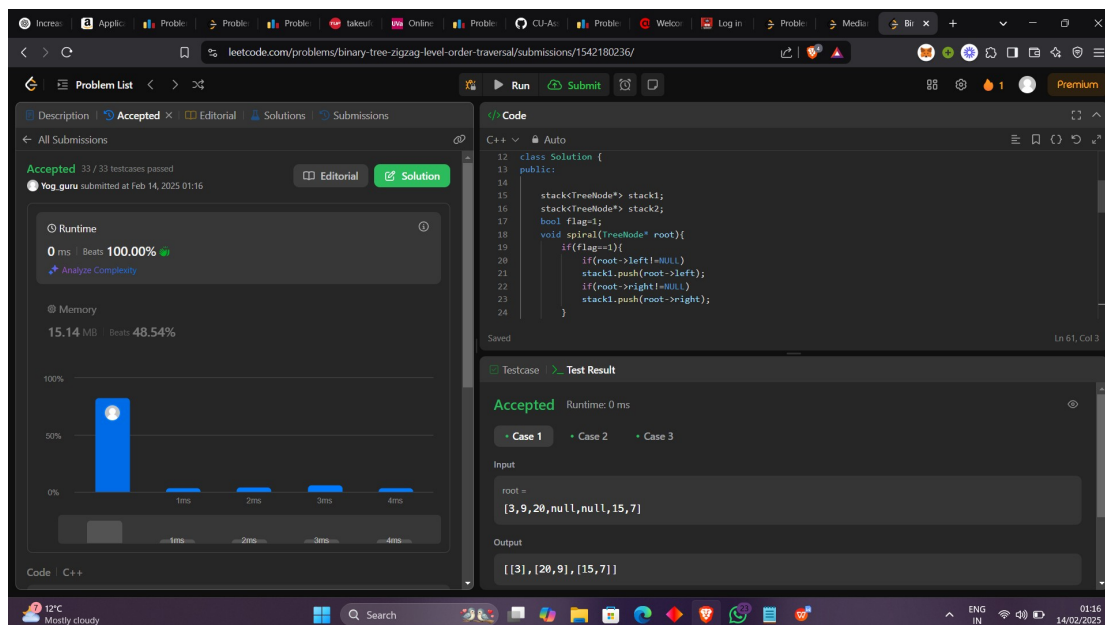 Increas
a Applic
Proble
Proble
Proble
takeuf
UVa Online
Proble
CU-As
Proble
Welcor
Log in
Proble
Mediar
Bir
leetcode.com/problems/binary-tree-zigzag-level-order-traversal/submissions/1542180236/
Problem List
Run
Submit
1
Premium
Description | Accepted × | Editorial | Solutions | Submissions
← All Submissions
Accepted 33 / 33 testcases passed
Yog_guru submitted at Feb 14, 2025 01:16
Editorial
Solution
Runtime
0 ms | Beats 100.00%
Analyze Complexity
Memory
15.14 MB | Beats 48.54%
100%
50%
0%
1ms 2ms 3ms 4ms
1ms 2ms 3ms 4ms
Code | C++
</> Code
C++ Auto
12 class Solution {
13 public:
14
15 stack<TreeNode*> stack1;
16 stack<TreeNode*> stack2;
17 bool flag=1;
18 void spiral(TreeNode* root){
19 if(flag==1){
20 if(root->left!=NULL)
21 stack1.push(root->left);
22 if(root->right!=NULL)
23 stack1.push(root->right);
24 }
Saved
Ln 61, Col 3
Testcase | >_ Test Result
Accepted Runtime: 0 ms
• Case 1 • Case 2 • Case 3
Input
root =
[3,9,20,null,null,15,7]
Output
[[3],[20,9],[15,7]]
7
12°C
Mostly cloudy
Search
21
ENG
IN
01:16
14/02/2025